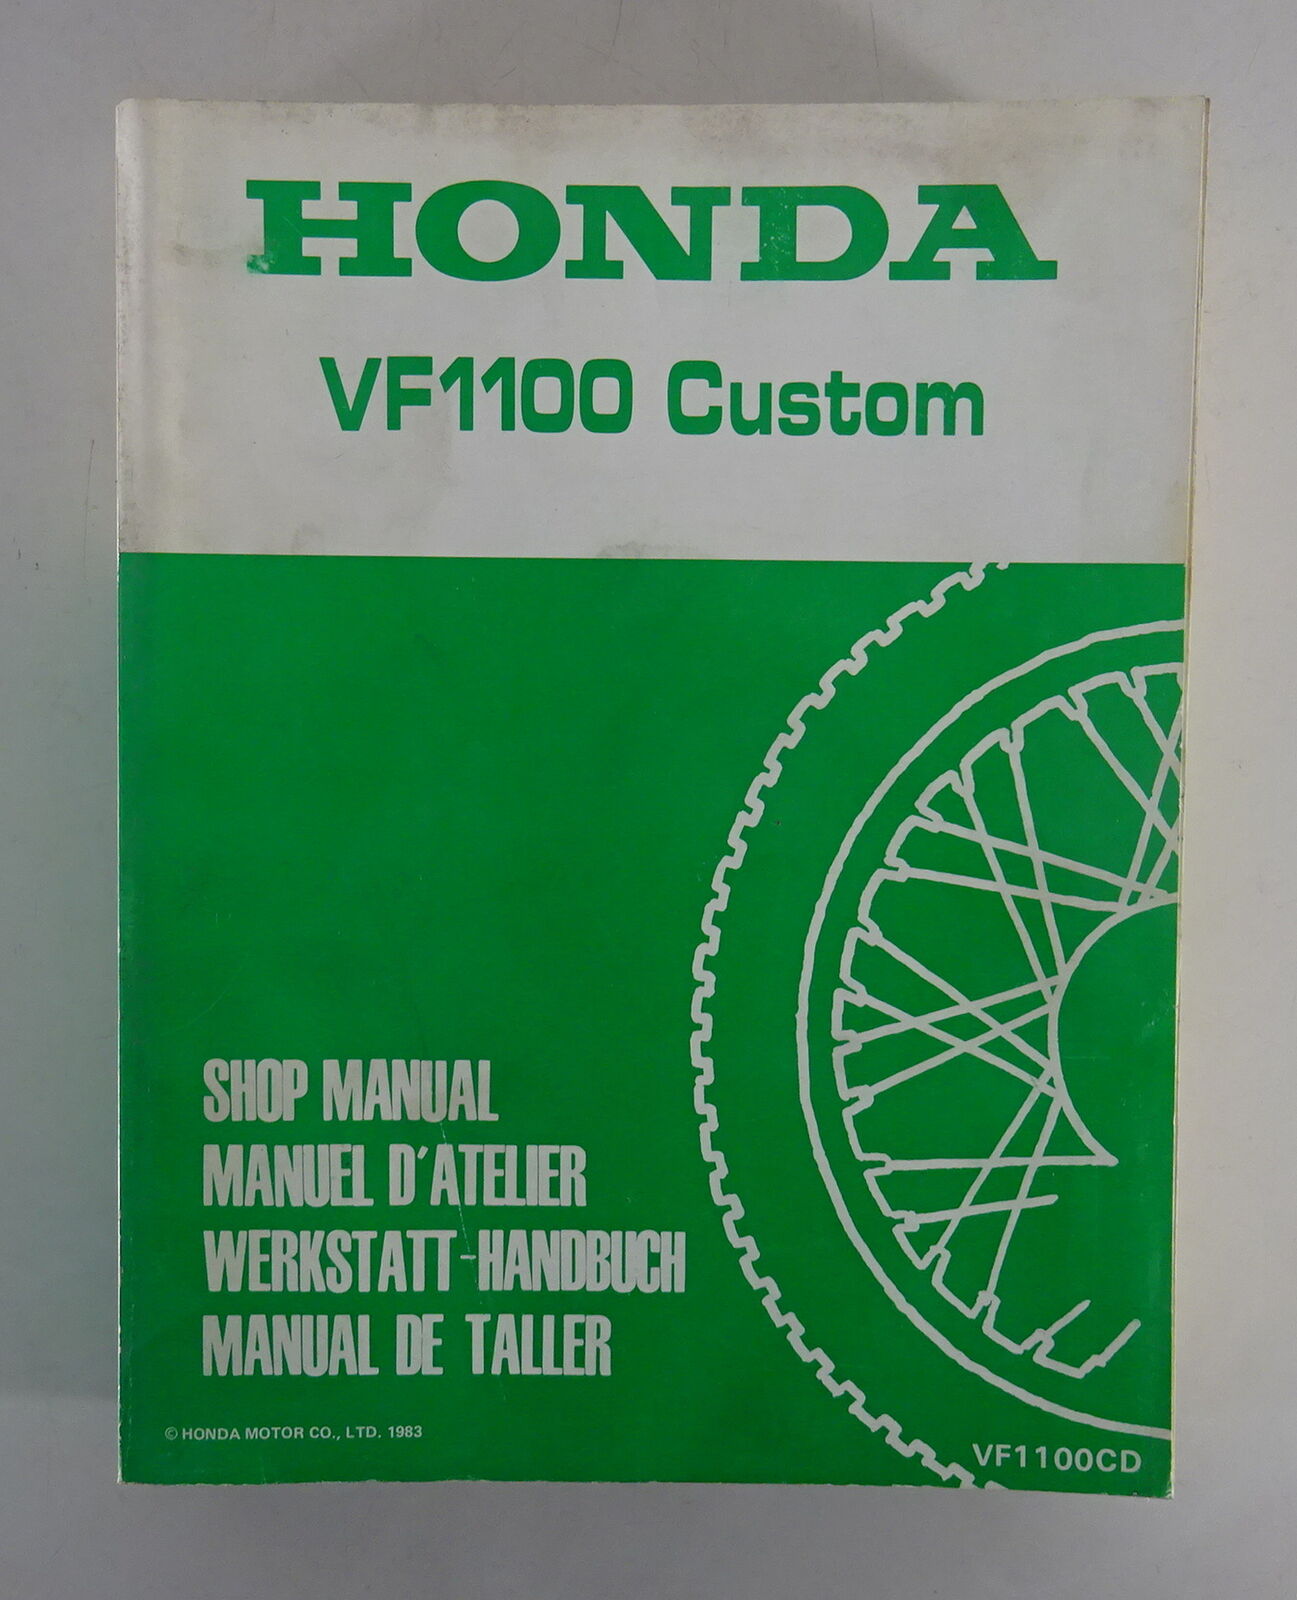 HONDA
VF1100 Custom
SHOP MANUAL
MANUEL D'ATELIER
WERKSTATT-HANDBUCH
MANUAL DE TALLER
© HONDA MOTOR CO., LTD. 1983
VF1100CD